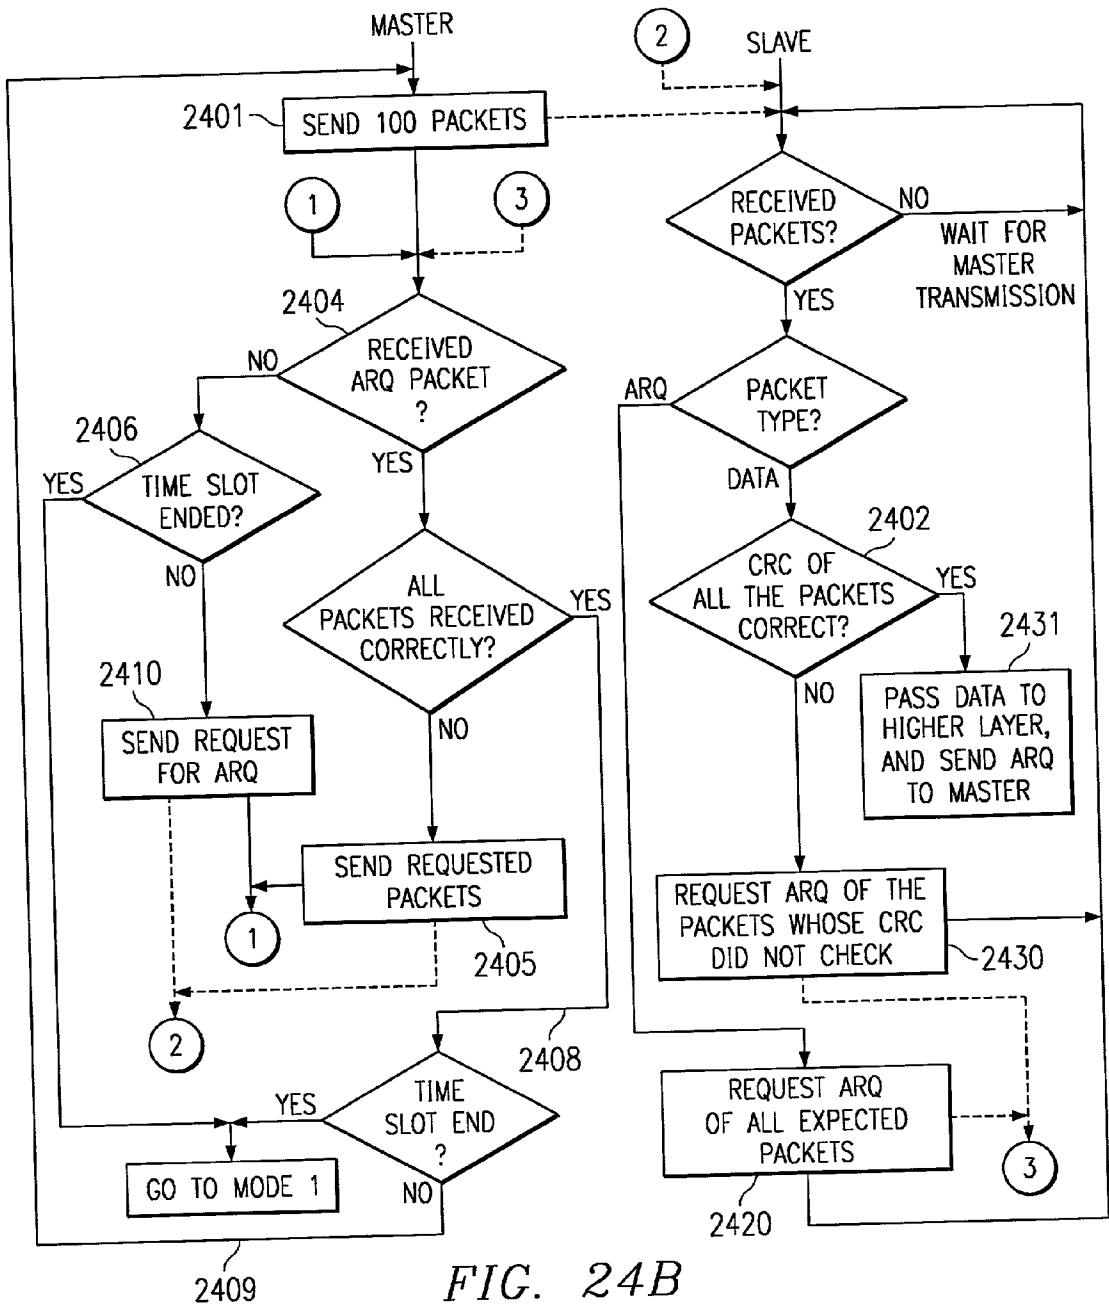 MASTER
2
SLAVE
2401
SEND 100 PACKETS
1
3
RECEIVED
PACKETS?
NO
WAIT FOR
MASTER
TRANSMISSION
YES
2404
RECEIVED
ARQ PACKET
?
NO
YES
ARQ
PACKET
TYPE?
DATA
2406
YES
TIME SLOT
ENDED?
NO
2402
CRC OF
ALL THE PACKETS
CORRECT?
YES
NO
ALL
PACKETS RECEIVED
CORRECTLY?
YES
NO
2431
PASS DATA TO
HIGHER LAYER,
AND SEND ARQ
TO MASTER
2410
SEND REQUEST
FOR ARQ
SEND REQUESTED
PACKETS
2405
1
2
REQUEST ARQ OF THE
PACKETS WHOSE CRC
DID NOT CHECK
2430
2408
TIME
SLOT END
?
YES
NO
GO TO MODE 1
REQUEST ARQ
OF ALL EXPECTED
PACKETS
2420
3
2409
FIG. 24B